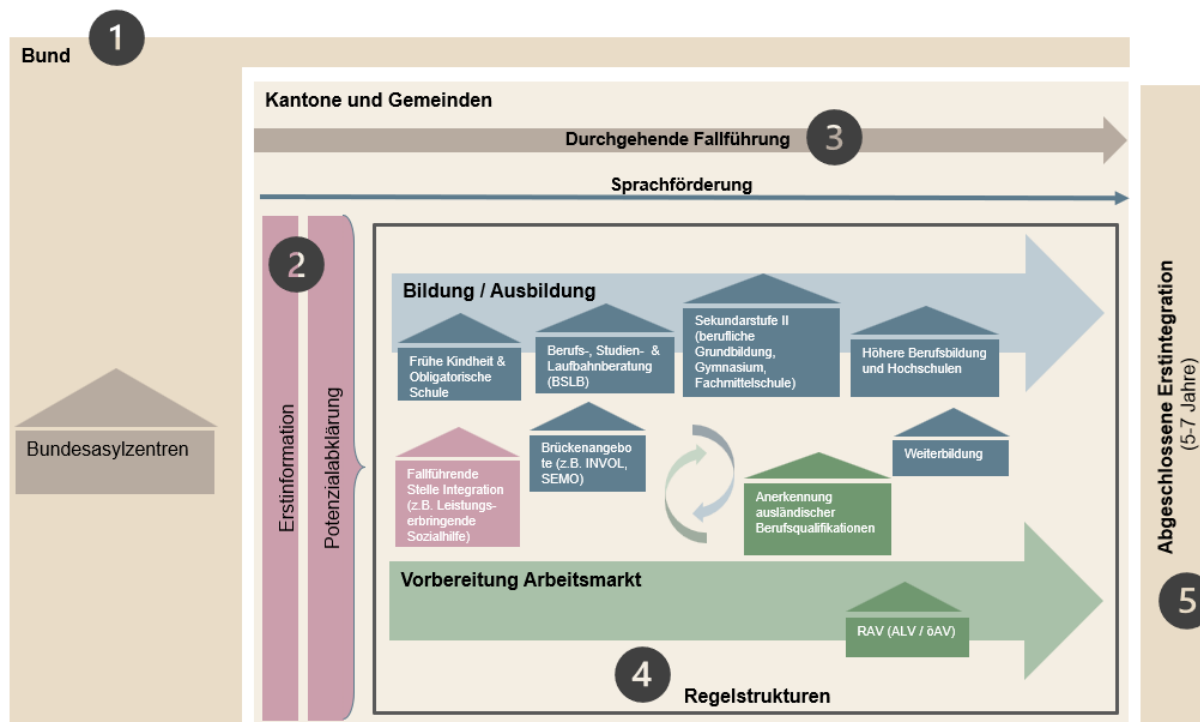 1
Bund
Kantone und Gemeinden
Durchgehende Fallführung
3
Sprachförderung
2
Erstinformation
Potenzialabklärung
Bildung / Ausbildung
Frühe Kindheit &
Obligatorische
Schule
Berufs-, Studien- &
Laufbahnberatung
(BSLB)
Sekundarstufe II
(berufliche
Grundbildung,
Gymnasium,
Fachmittelschule)
Höhere Berufsbildung
und Hochschulen
Bundesasylzentren
Fallführende
Stelle Integration
(z.B. Leistungs-
erbringende
Sozialhilfe)
Brückenangebo
te (z.B. INVOL,
SEMO)
Weiterbildung
Anerkennung
ausländischer
Berufsqualifikationen
Vorbereitung Arbeitsmarkt
RAV (ALV / öAV)
4
Regelstrukturen
Abgeschlossene Erstintegration
(5-7 Jahre)
5